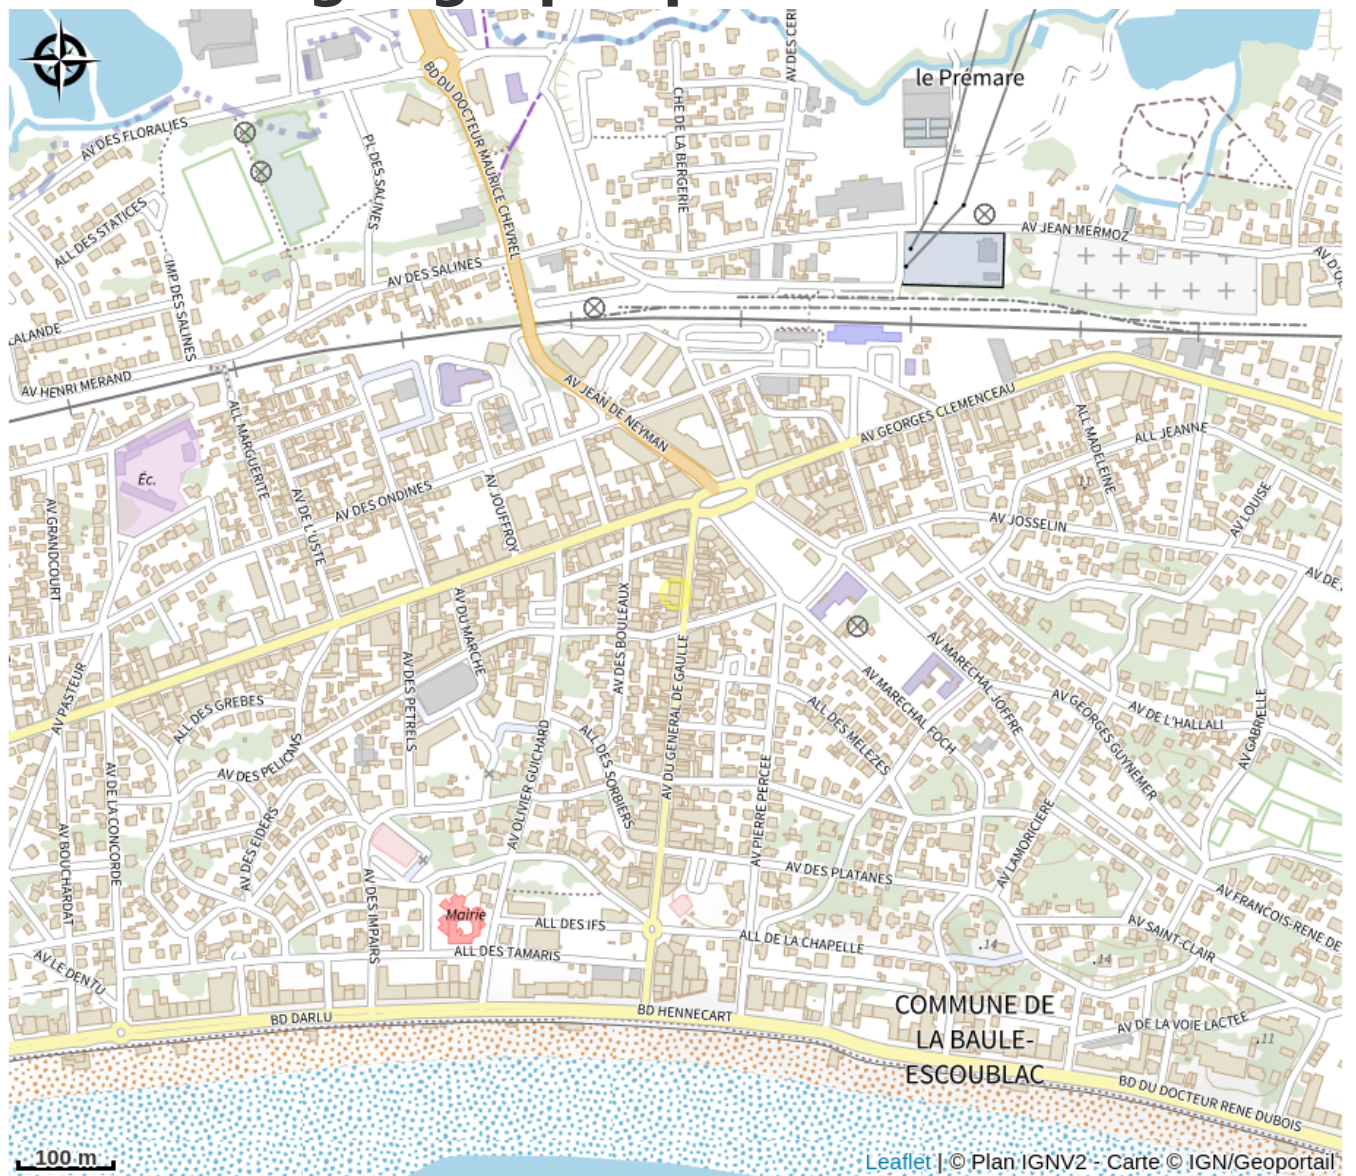 BD DU DOCTEUR MAURICE CHEVREL
AV DES CERI
le Prémare
CHE DE LA BERGERIE
AV DES FLORALIES
PL DES SALINES
ALL DES STATICES
IMP DES SALINES
AV DES SALINES
AV JEAN MERMOZ
LALANDE
AV HENRI MERAND
AV JEAN DE NEYMAN
AV GEORGES CLEMENCEAU
ALL MARGUERITE
ALL MADELEINE
ALL JEANNE
Éc.
11
AV DE L'USTE
AV DES ONDINES
AV JOUFFROY
AV LOUISE
AV GRANDCOURT
AV JOSSELIN
AV DE
AV DU MARCHE
AV DES BOULEAUX
AV PASTEUR
AV DES PETRELS
AV DU GENERAL DE GAULLE
AV MARECHAL JOFFRE
AV MARECHAL FOCH
AV GEORGES GUYNEMER
AV DE L'HALLALI
AV GABRIELLE
ALL DES GREBES
ALL DES MELEZES
AV DES PELICANS
AV OLIVIER GUICHARD
ALL DES SORBIERS
AV PIERRE PERCEE
AV DE LA CONCORDE
AV BOUCHARDAT
AV DES EIDERS
AV LAMORICIERE
AV DES PLATANES
AV DES IMPAIRS
AV FRANCOIS-RENE DE
Mairie
ALL DES IFS
ALL DE LA CHAPELLE
AV SAINT-CLAIR
ALL DES TAMARIS
14
14
AV LE DENTU
COMMUNE DE
LA BAULE-
ESCOUBLAC
BD DARLU
BD HENNECART
AV DE LA VOIE LACTEE
11
BD DU DOCTEUR RENE DUBOIS
100 m
Leaflet | © Plan IGNV2 - Carte © IGN/Geoportail